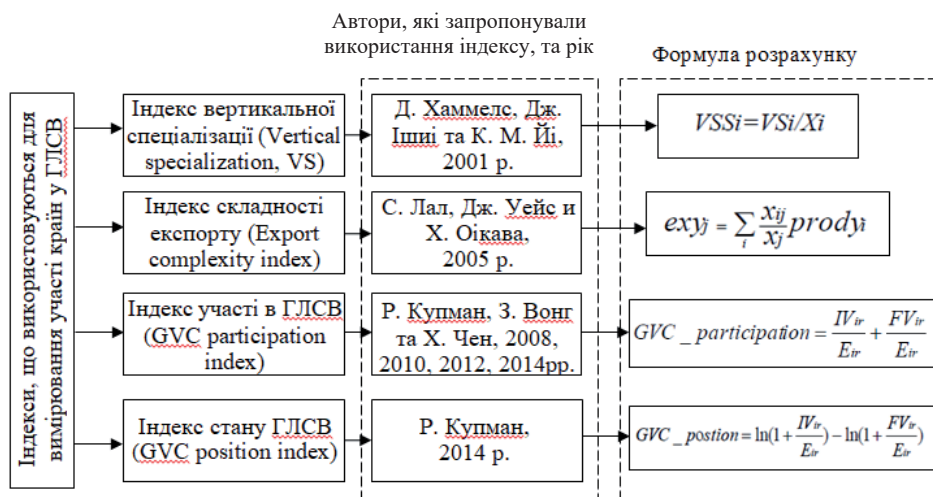 Автори, які запропонували
використання індексу, та рік
Формула розрахунку
Індекси, що використовуються для
вимірювання участі країн у ГЛСВ
Індекс вертикальної
спеціалізації (Vertical
specialization, VS)
Д. Хаммелс, Дж.
Ішиі та К. М. Йі,
2001 р.
VSSi=VSi/Xi
Індекс складності
експорту (Export
complexity index)
С. Лал, Дж. Уейс и
Х. Оікава,
2005 р.
exyj = ∑i xij/xj prodyi
Індекс участі в ГЛСВ
(GVC participation
index)
Р. Купман, З. Вонг
та Х. Чен, 2008,
2010, 2012, 2014рр.
GVC _ participation = IVir/Eir + FVir/Eir
Індекс стану ГЛСВ
(GVC position index)
Р. Купман,
2014 р.
GVC _ postion = ln(1+ IVir/Eir) − ln(1+ FVir/Eir)